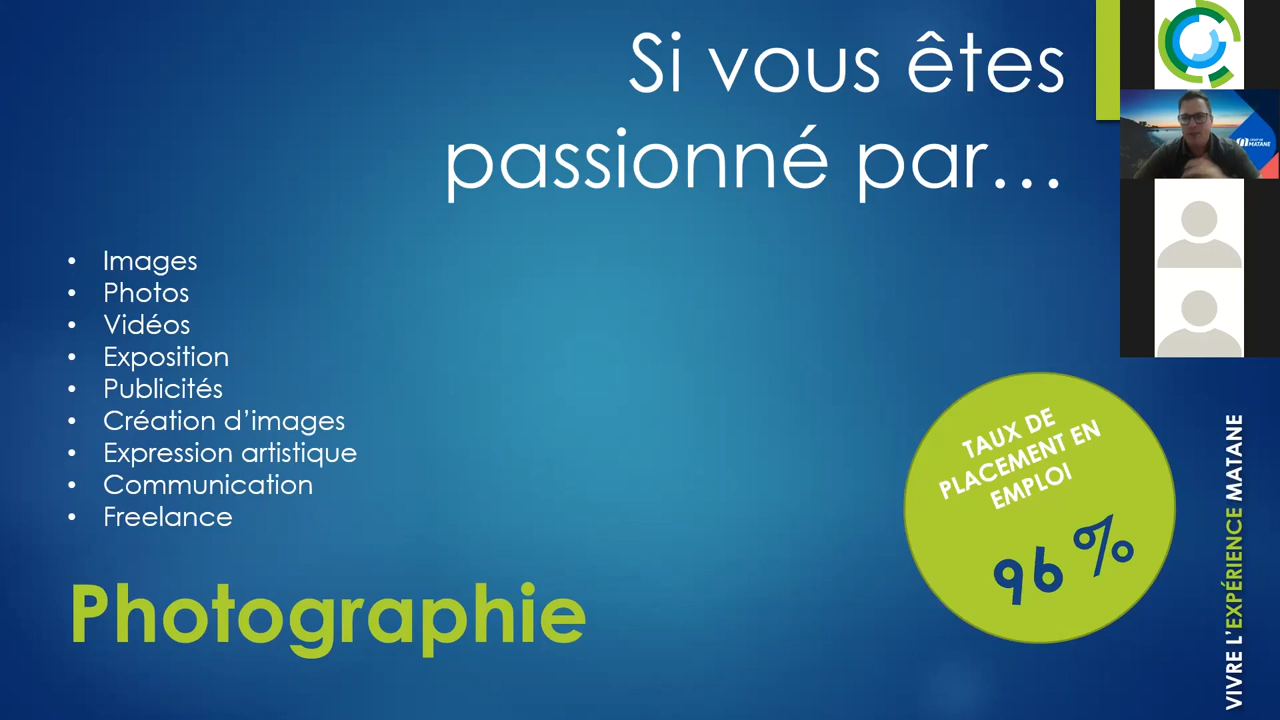 Si vous êtes
passionné par…
• Images
• Photos
• Vidéos
• Exposition
• Publicités
• Création d'images
• Expression artistique
• Communication
• Freelance
Photographie
TAUX DE
PLACEMENT EN
EMPLOI
96 %
VIVRE L'EXPÉRIENCE MATANE
MATANE